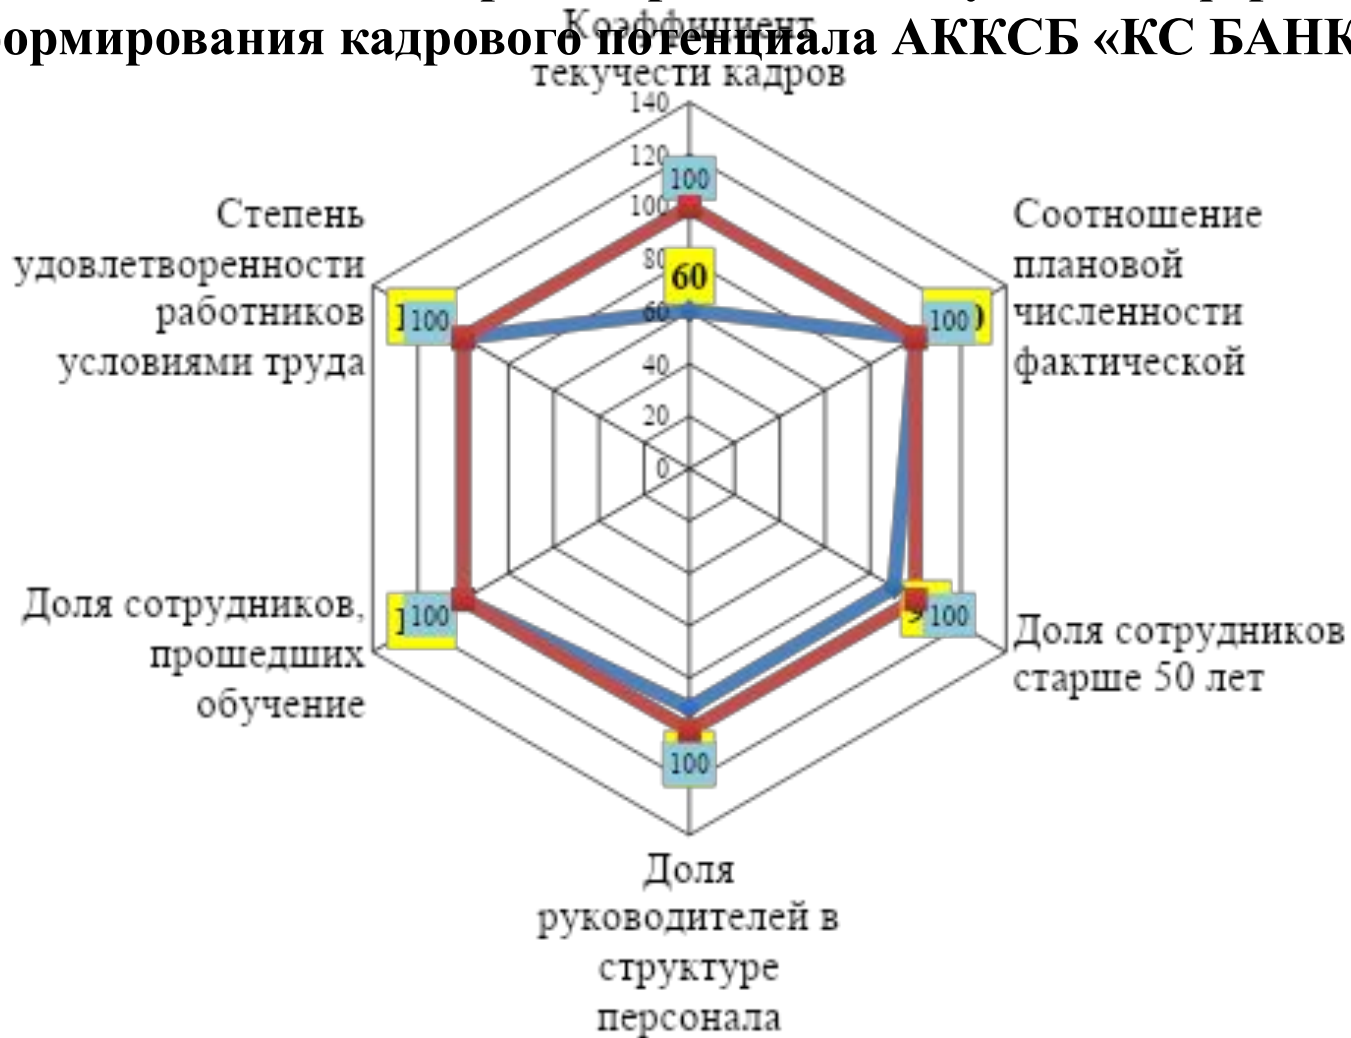 кадрового потенциала АККСБ «КС БАНК
Коэффициент
текучести кадров
140
120
100
100
80
60
60
40
20
0
Степень
удовлетворенности
работников
условиями труда
100
Соотношение
плановой
численности
фактической
100
Доля сотрудников,
прошедших
обучение
100
Доля сотрудников
старше 50 лет
100
100
Доля
руководителей в
структуре
персонала